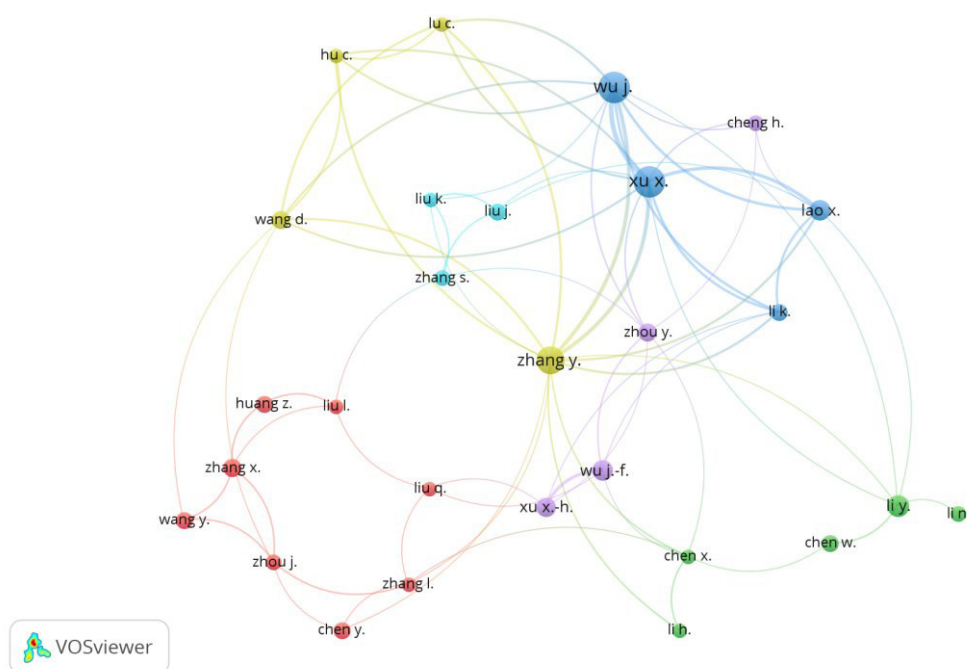 lu c.
hu c.
wu j.
cheng h.
xu x.
liu k.
liu j.
lao x.
wang d.
zhang s.
li k.
zhou y.
zhang y.
huang z.
liu l.
zhang x.
wu j.-f.
liu q.
xu x.-h.
li y.
li n
wang y.
chen w.
chen x.
zhou j.
zhang l.
chen y.
li h.
VOSviewer